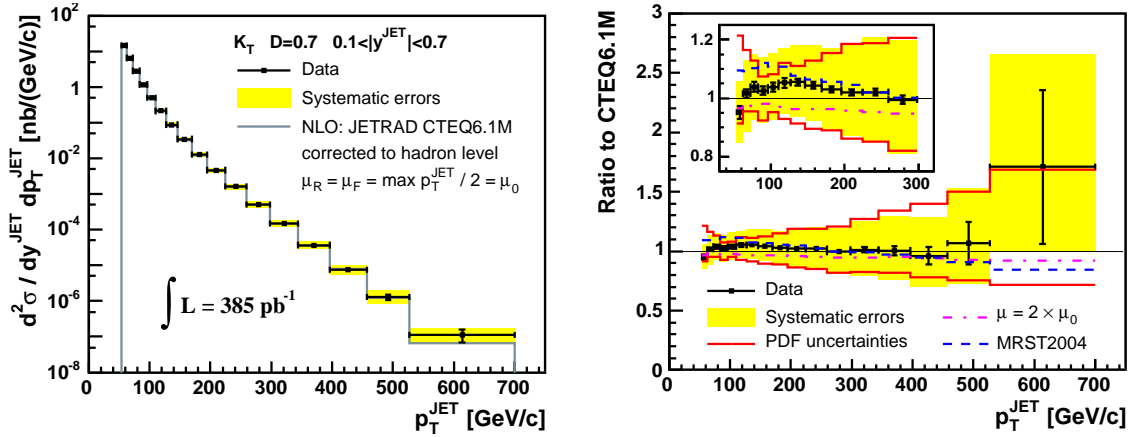 d²σ / dy^JET dp_T^JET [nb/(GeV/c)]
10²
1
10⁻²
10⁻⁴
10⁻⁶
10⁻⁸
K_T D=0.7 0.1<|y^JET|<0.7
Data
Systematic errors
NLO: JETRAD CTEQ6.1M
corrected to hadron level
μ_R = μ_F = max p_T^JET / 2 = μ_0
∫ L = 385 pb⁻¹
0 100 200 300 400 500 600 700
p_T^JET [GeV/c]
Ratio to CTEQ6.1M
3
2.5
2
1.5
1
0.5
0
1.2
1
0.8
100 200 300
Data
Systematic errors
PDF uncertainties
μ = 2 × μ_0
MRST2004
0 100 200 300 400 500 600 700
p_T^JET [GeV/c]